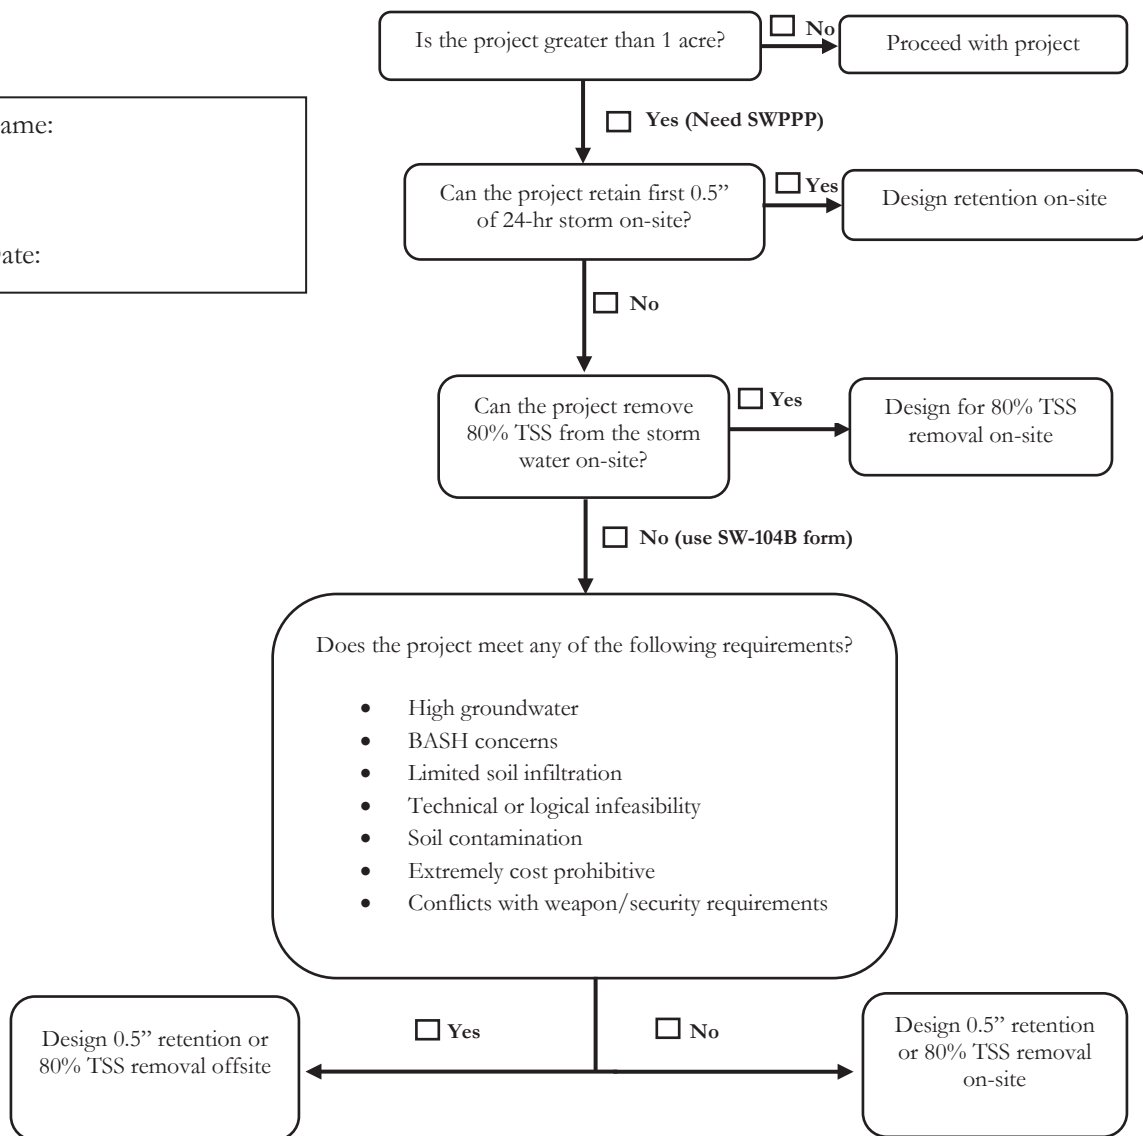 Is the project greater than 1 acre?
No
Proceed with project
ame:
Yes (Need SWPPP)
Can the project retain first 0.5”
of 24-hr storm on-site?
Yes
Design retention on-site
ate:
No
Can the project remove
80% TSS from the storm
water on-site?
Yes
Design for 80% TSS
removal on-site
No (use SW-104B form)
Does the project meet any of the following requirements?
• High groundwater
• BASH concerns
• Limited soil infiltration
• Technical or logical infeasibility
• Soil contamination
• Extremely cost prohibitive
• Conflicts with weapon/security requirements
Yes
No
Design 0.5” retention or
80% TSS removal offsite
Design 0.5” retention
or 80% TSS removal
on-site